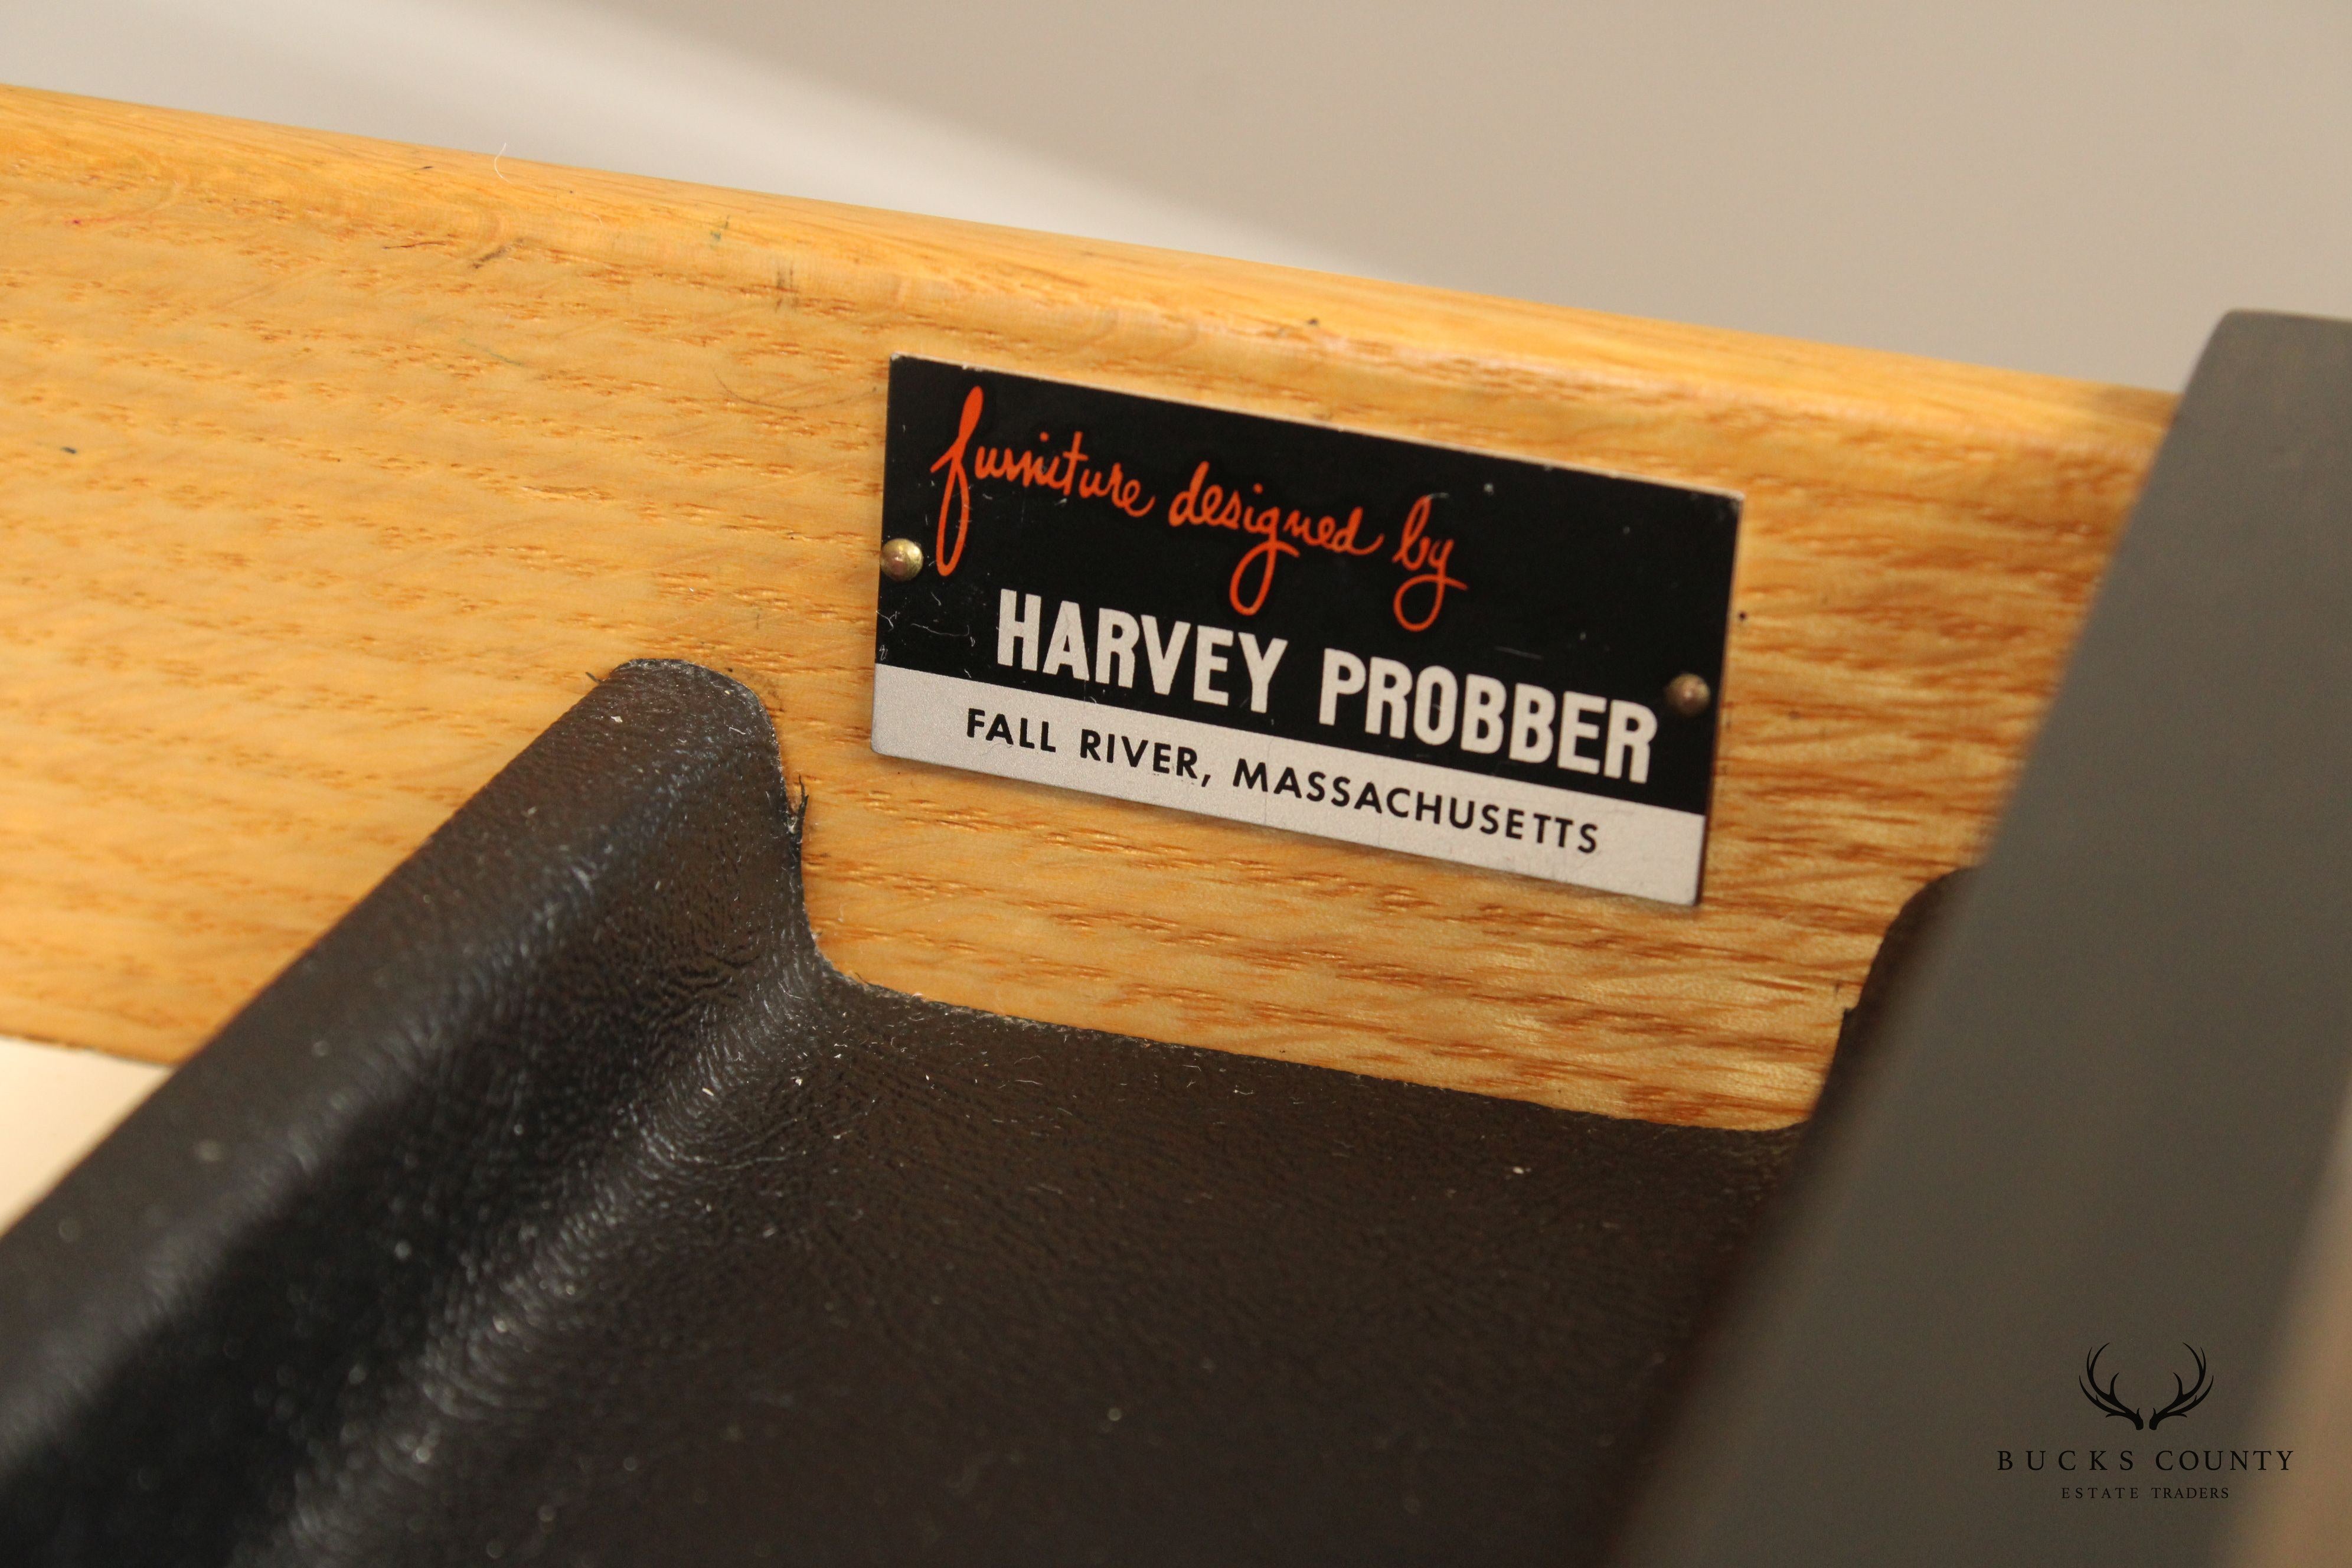 furniture designed by
HARVEY PROBBER
FALL RIVER, MASSACHUSETTS
BUCKS COUNTY
ESTATE TRADERS